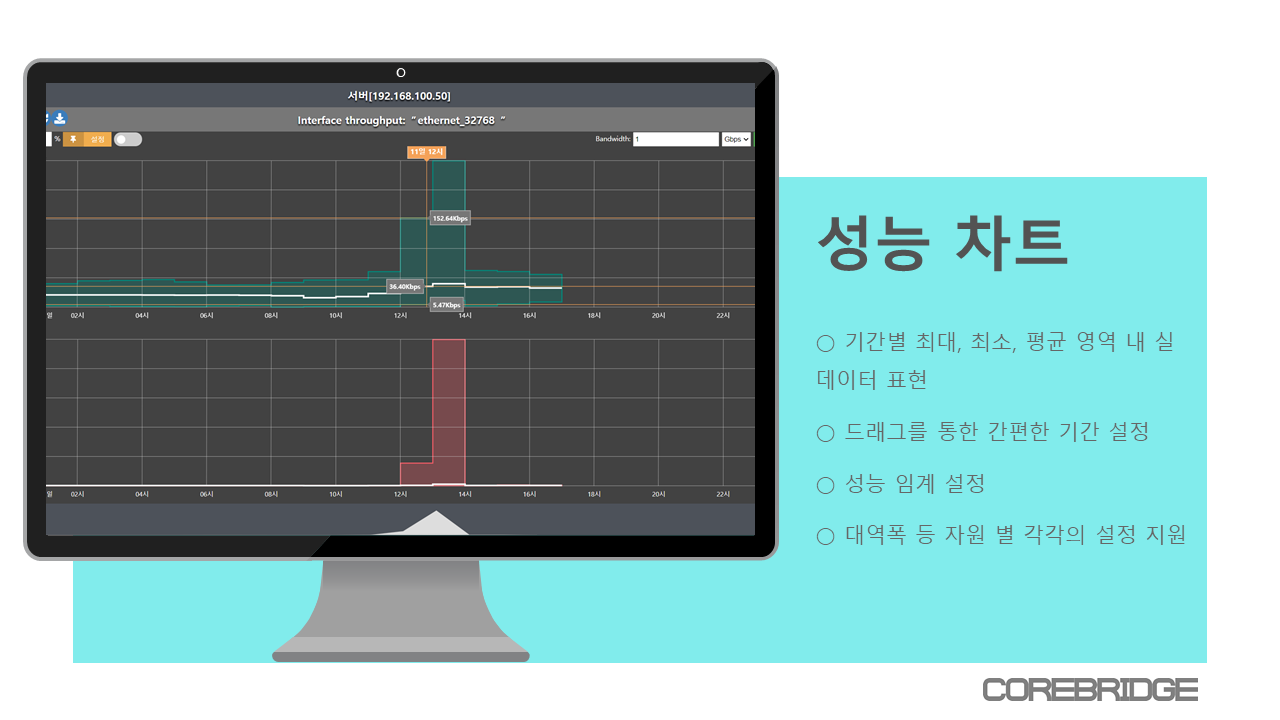 서버[192.168.100.50]
Interface throughput: “ethernet_32768 “
% 설정 Bandwidth: 1 Gbps
11일 12시
152.64Kbps
36.40Kbps
5.47Kbps
일 02시 04시 06시 08시 10시 12시 14시 16시 18시 20시 22시
일 02시 04시 06시 08시 10시 12시 14시 16시 18시 20시 22시
성능 차트
○ 기간별 최대, 최소, 평균 영역 내 실
데이터 표현
○ 드래그를 통한 간편한 기간 설정
○ 성능 임계 설정
○ 대역폭 등 자원 별 각각의 설정 지원
COREBRIDGE